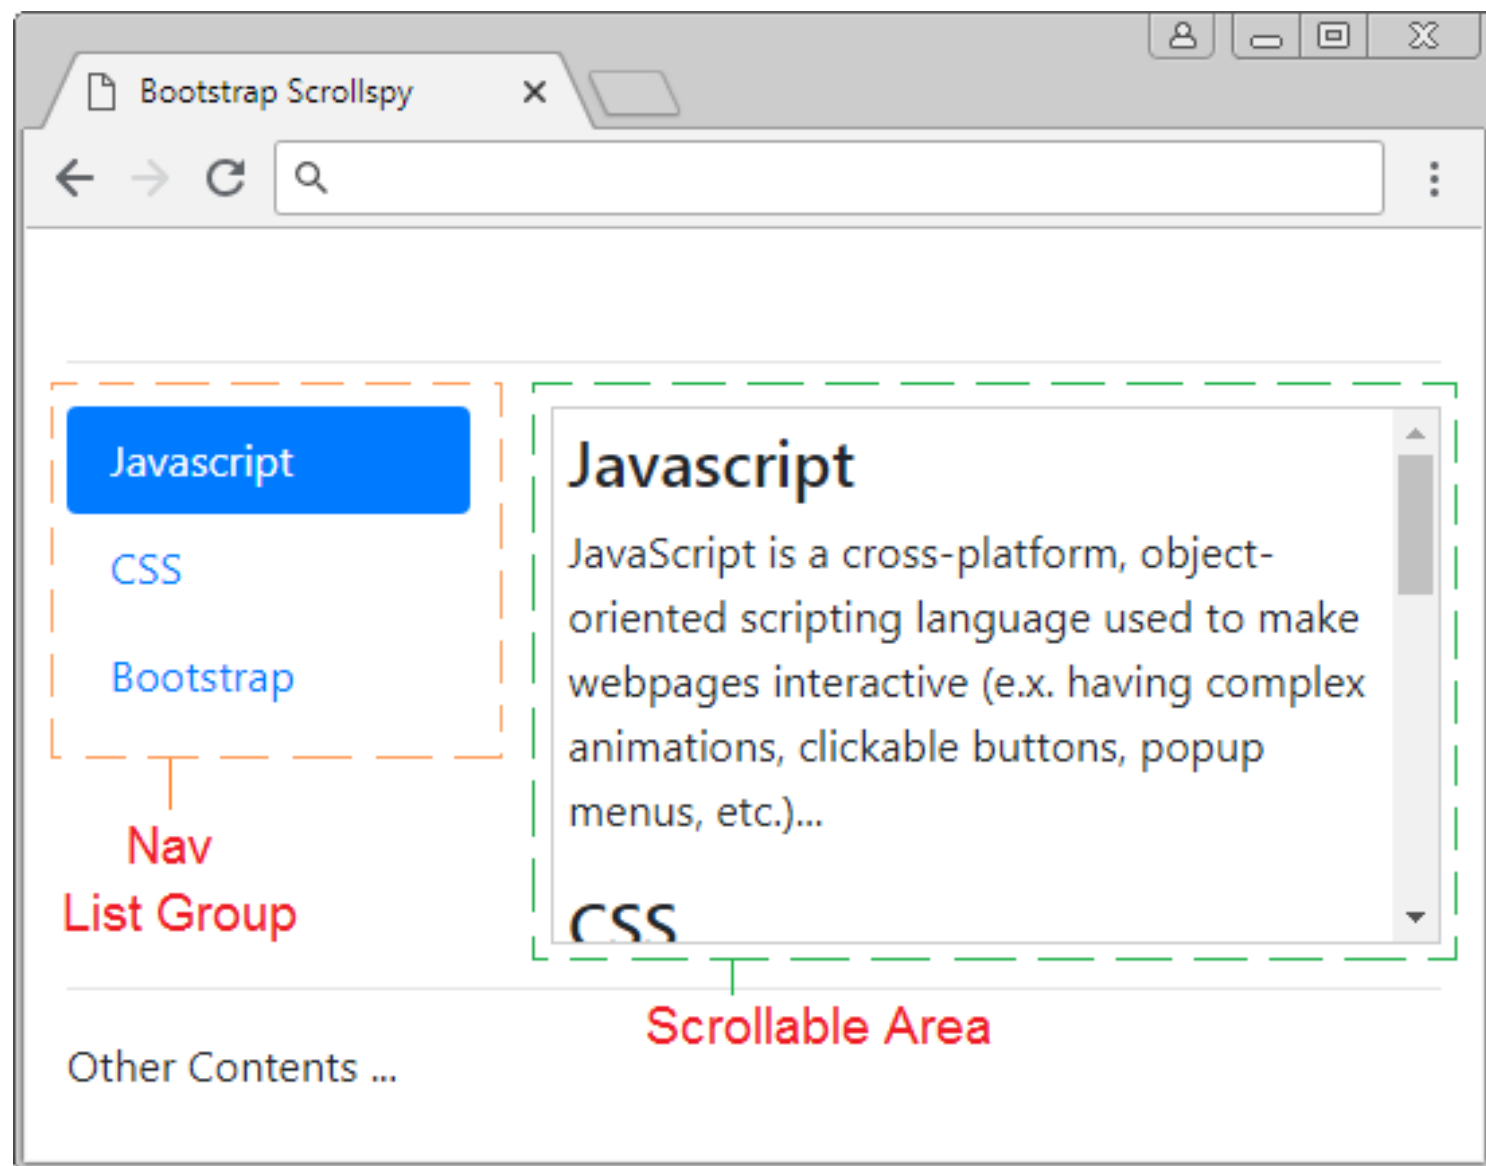 Bootstrap Scrollspy
Javascript
CSS
Bootstrap
Nav
List Group
Javascript
JavaScript is a cross-platform, object-
oriented scripting language used to make
webpages interactive (e.x. having complex
animations, clickable buttons, popup
menus, etc.)...
CSS
Scrollable Area
Other Contents ...